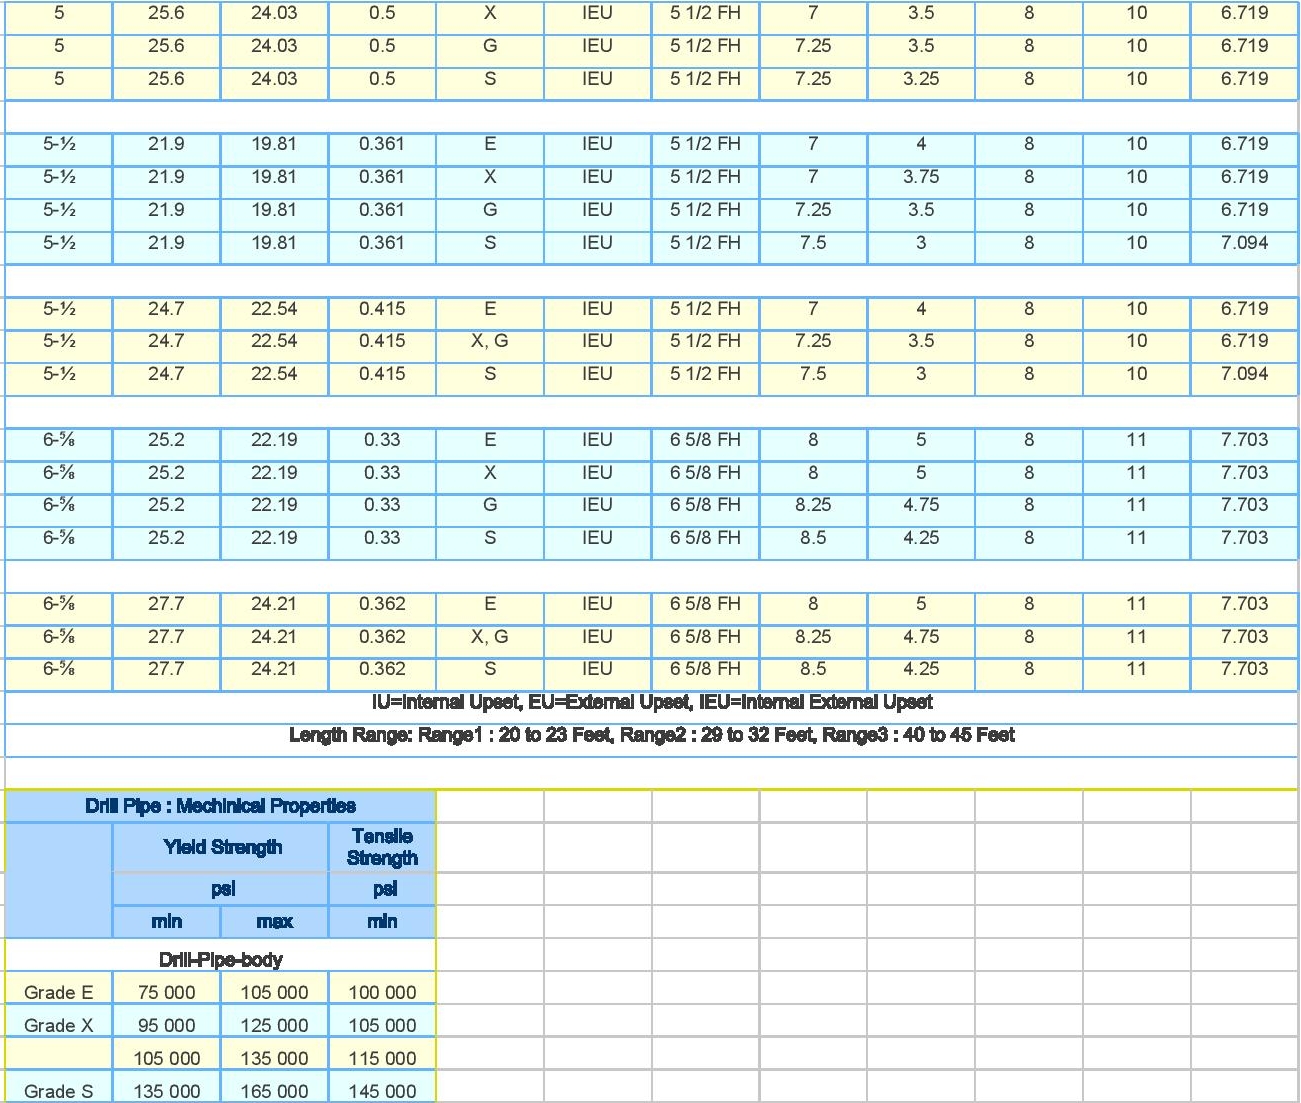 5 25.6 24.03 0.5 X IEU 5 1/2 FH 7 3.5 8 10 6.719
5 25.6 24.03 0.5 G IEU 5 1/2 FH 7.25 3.5 8 10 6.719
5 25.6 24.03 0.5 S IEU 5 1/2 FH 7.25 3.25 8 10 6.719
5-½ 21.9 19.81 0.361 E IEU 5 1/2 FH 7 4 8 10 6.719
5-½ 21.9 19.81 0.361 X IEU 5 1/2 FH 7 3.75 8 10 6.719
5-½ 21.9 19.81 0.361 G IEU 5 1/2 FH 7.25 3.5 8 10 6.719
5-½ 21.9 19.81 0.361 S IEU 5 1/2 FH 7.5 3 8 10 7.094
5-½ 24.7 22.54 0.415 E IEU 5 1/2 FH 7 4 8 10 6.719
5-½ 24.7 22.54 0.415 X, G IEU 5 1/2 FH 7.25 3.5 8 10 6.719
5-½ 24.7 22.54 0.415 S IEU 5 1/2 FH 7.5 3 8 10 7.094
6-⅝ 25.2 22.19 0.33 E IEU 6 5/8 FH 8 5 8 11 7.703
6-⅝ 25.2 22.19 0.33 X IEU 6 5/8 FH 8 5 8 11 7.703
6-⅝ 25.2 22.19 0.33 G IEU 6 5/8 FH 8.25 4.75 8 11 7.703
6-⅝ 25.2 22.19 0.33 S IEU 6 5/8 FH 8.5 4.25 8 11 7.703
6-⅝ 27.7 24.21 0.362 E IEU 6 5/8 FH 8 5 8 11 7.703
6-⅝ 27.7 24.21 0.362 X, G IEU 6 5/8 FH 8.25 4.75 8 11 7.703
6-⅝ 27.7 24.21 0.362 S IEU 6 5/8 FH 8.5 4.25 8 11 7.703
IU=Internal Upset, EU=External Upset, IEU=Internal External Upset
Length Range: Range1 : 20 to 23 Feet, Range2 : 29 to 32 Feet, Range3 : 40 to 45 Feet
Drill Pipe : Mechinical Properties
Yield Strength
Tensile
Strength
psi psi
min max min
Drill-Pipe-body
Grade E 75 000 105 000 100 000
Grade X 95 000 125 000 105 000
105 000 135 000 115 000
Grade S 135 000 165 000 145 000